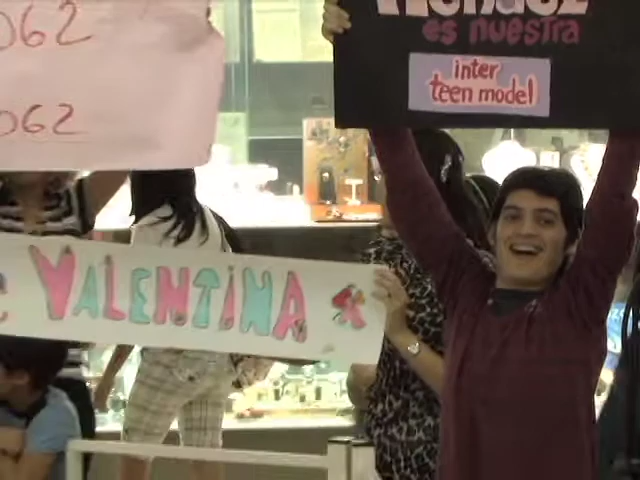 062
062
es nuestra
inter
teen model
VALENTINA